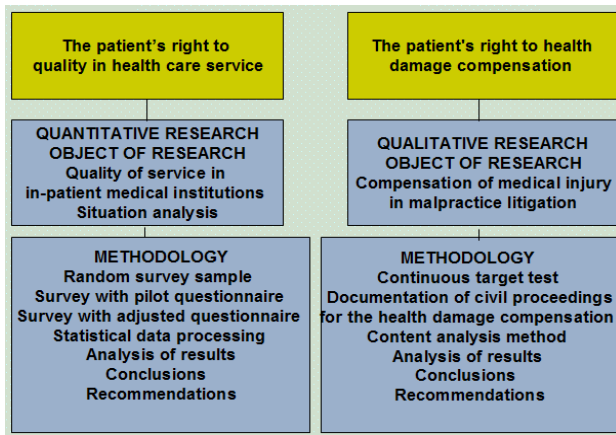 The patient's right to
quality in health care service
QUANTITATIVE RESEARCH
OBJECT OF RESEARCH
Quality of service in
in-patient medical institutions
Situation analysis
METHODOLOGY
Random survey sample
Survey with pilot questionnaire
Survey with adjusted questionnaire
Statistical data processing
Analysis of results
Conclusions
Recommendations
The patient's right to health
damage compensation
QUALITATIVE RESEARCH
OBJECT OF RESEARCH
Compensation of medical injury
in malpractice litigation
METHODOLOGY
Continuous target test
Documentation of civil proceedings
for the health damage compensation
Content analysis method
Analysis of results
Conclusions
Recommendations